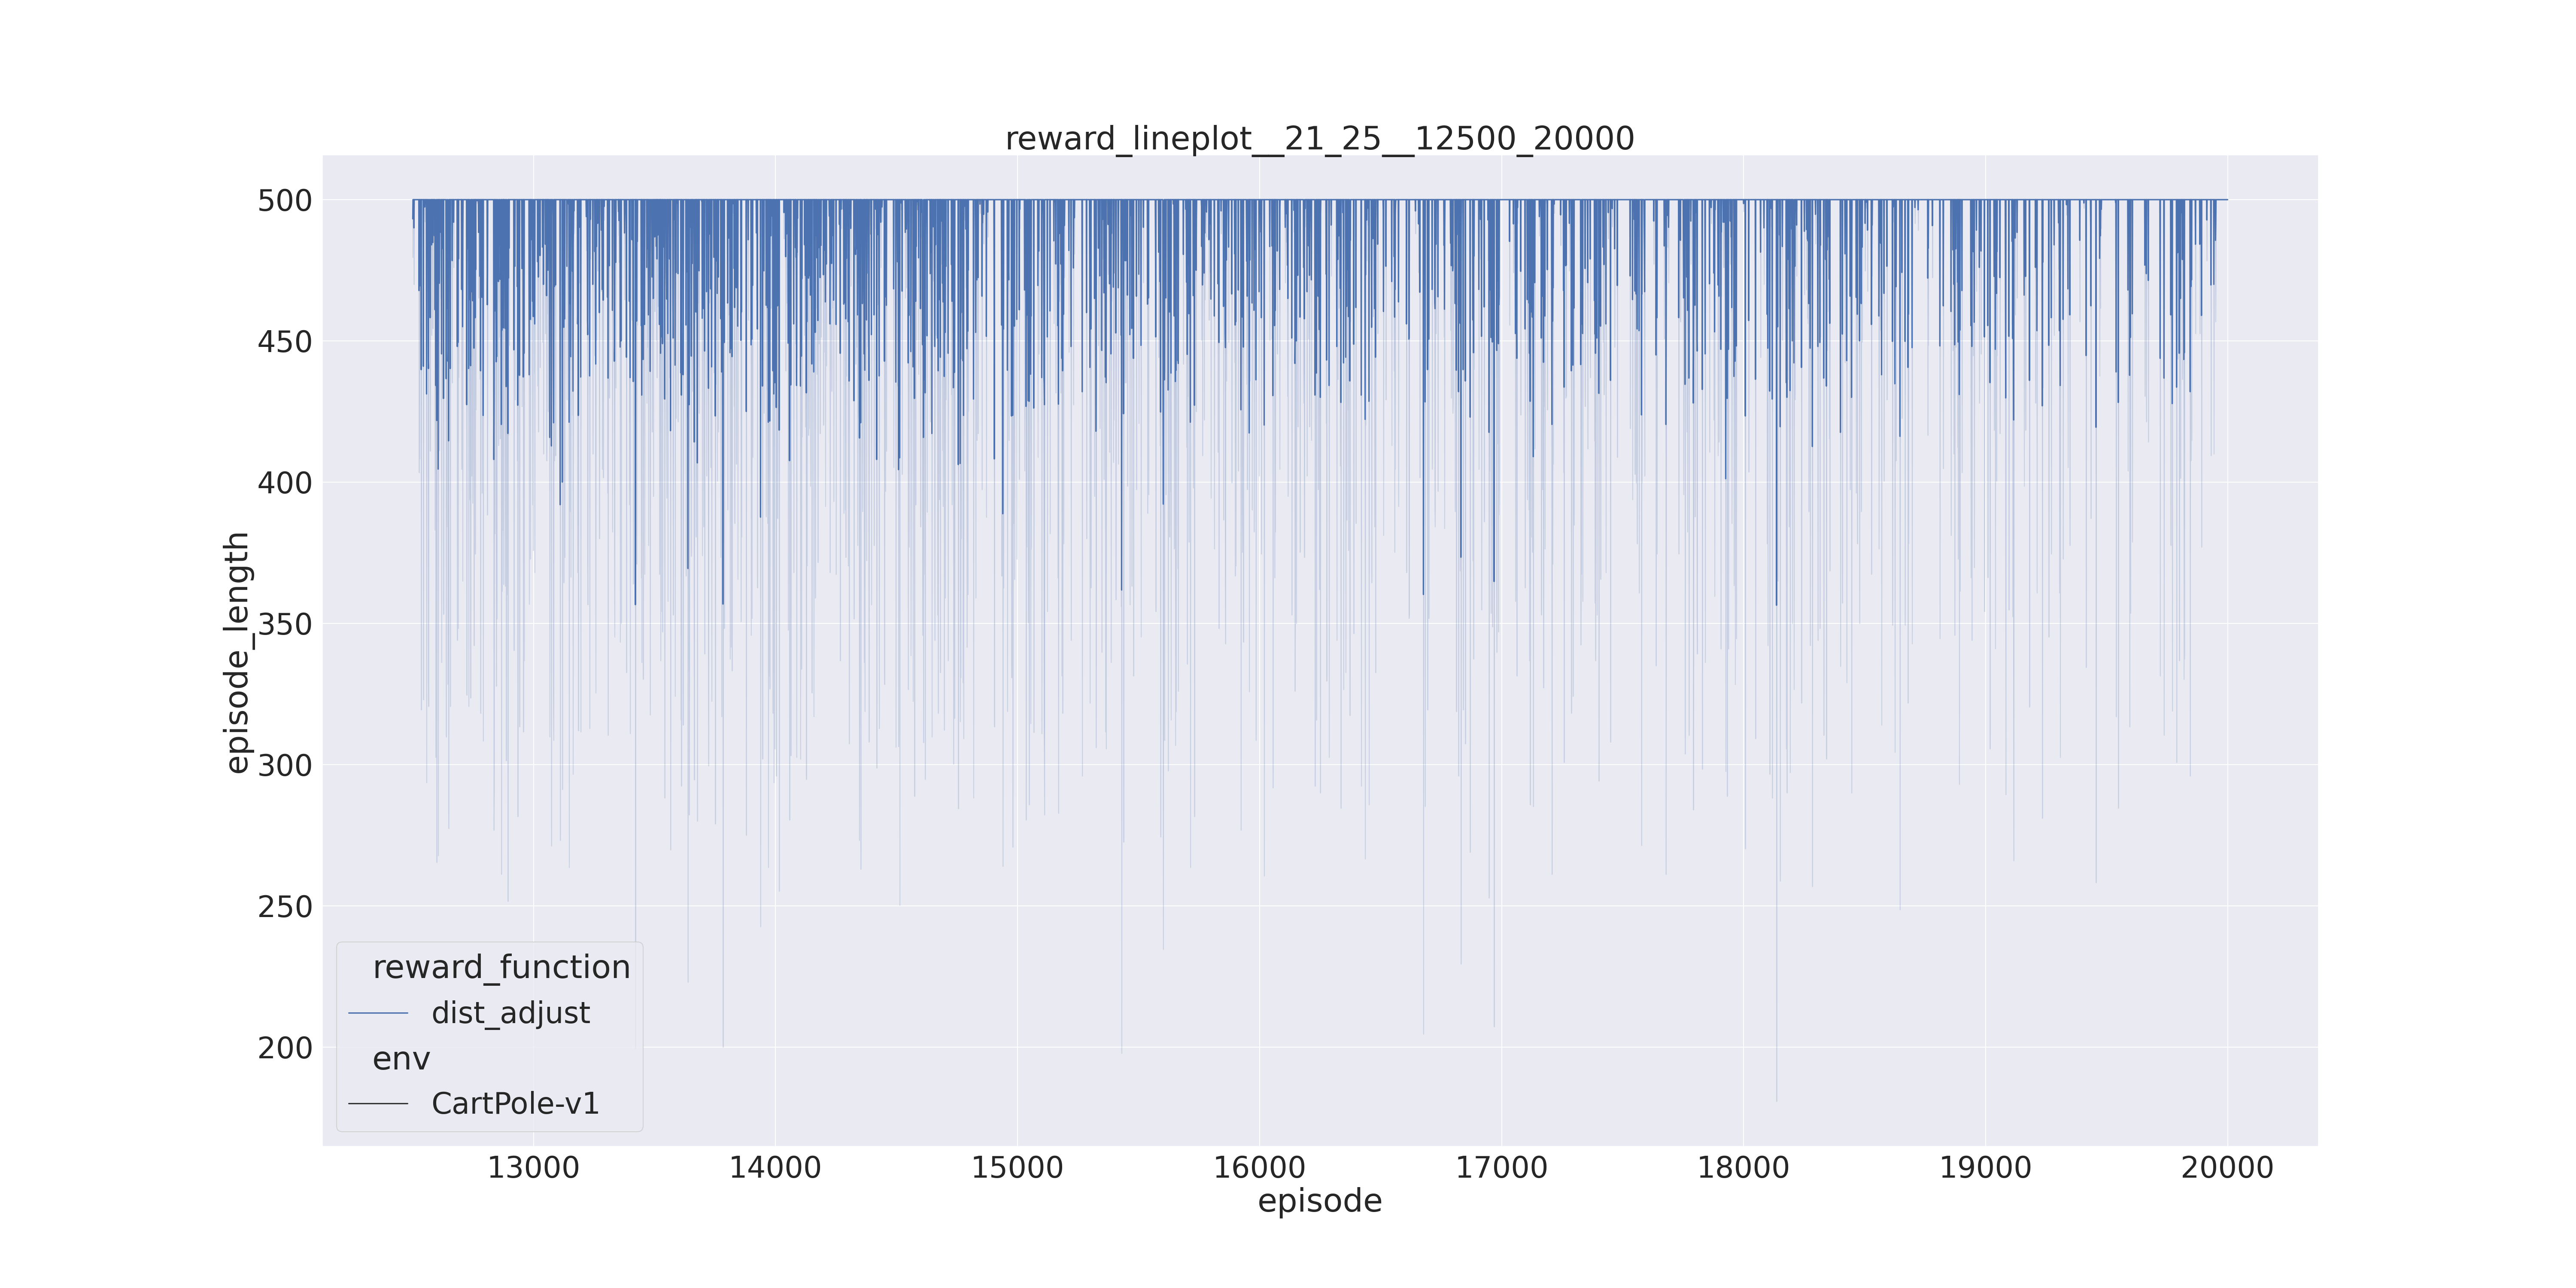 reward_lineplot__21_25__12500_20000
500
450
400
350
300
250
200
episode_length
reward_function
dist_adjust
env
CartPole-v1
13000 14000 15000 16000 17000 18000 19000 20000
episode